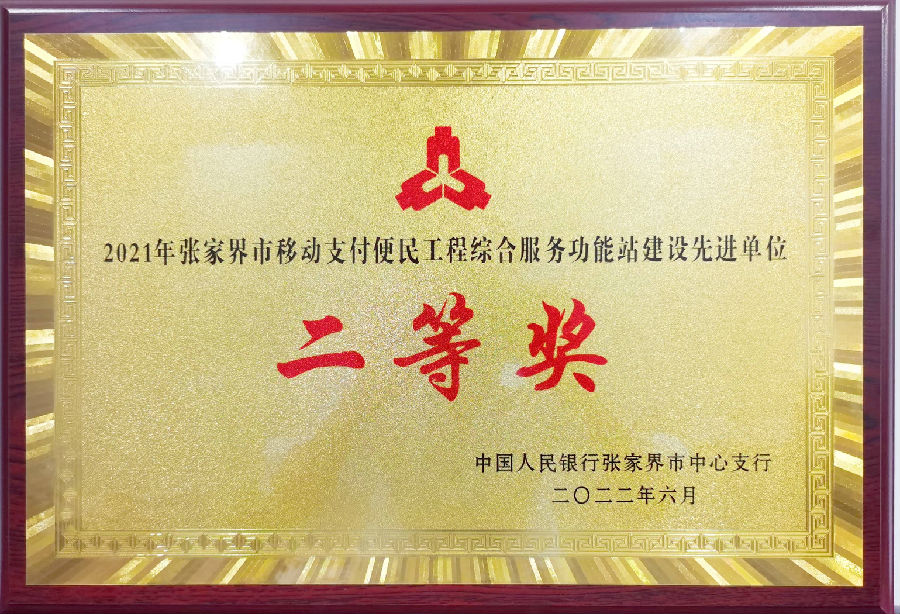 2021年张家界市移动支付便民工程综合服务功能站建设先进单位
二等奖
中国人民银行张家界市中心支行
二〇二二年六月